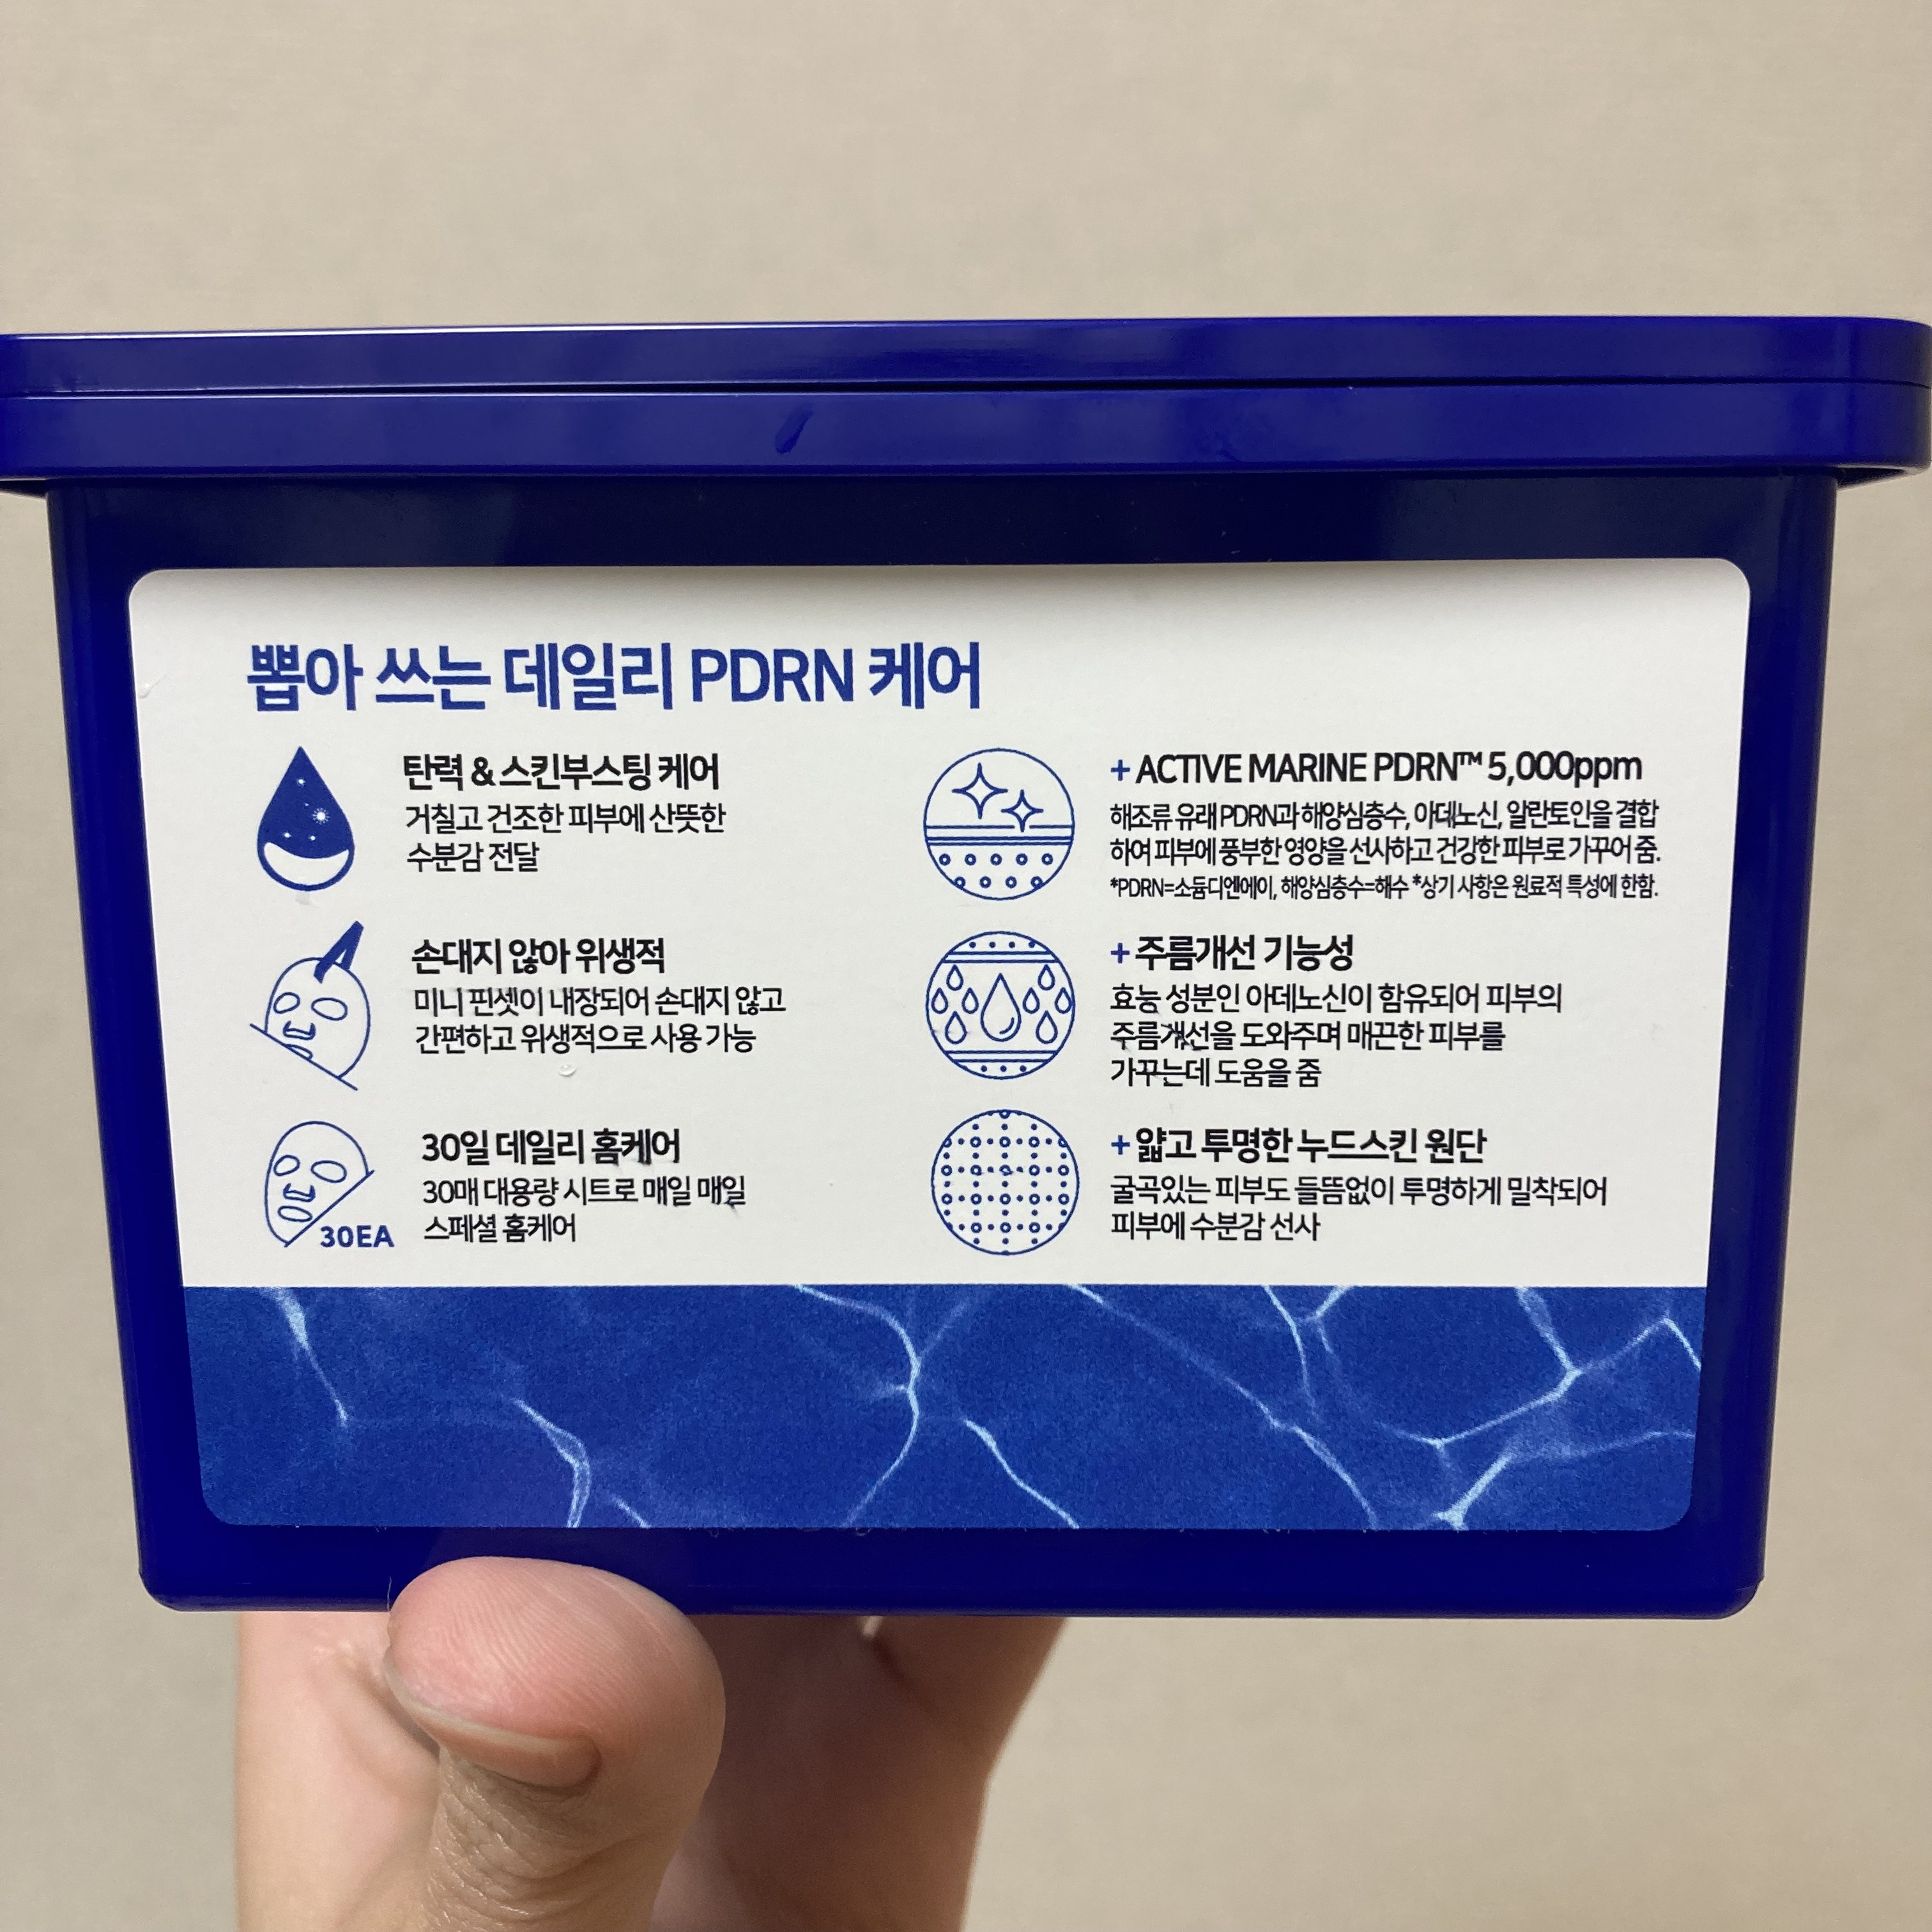 뽑아 쓰는 데일리 PDRN 케어
탄력 & 스킨부스팅 케어
거칠고 건조한 피부에 산뜻한
수분감 전달
손대지 않아 위생적
미니 핀셋이 내장되어 손대지 않고
간편하고 위생적으로 사용 가능
30일 데일리 홈케어
30매 대용량 시트로 매일 매일
스페셜 홈케어
30EA
+ ACTIVE MARINE PDRN™ 5,000ppm
해조류 유래 PDRN과 해양심층수, 아데노신, 알란토인을 결합
하여 피부에 풍부한 영양을 선사하고 건강한 피부로 가꾸어 줌.
*PDRN=소듐디엔에이, 해양심층수=해수 *상기 사항은 원료적 특성에 한함.
+ 주름개선 기능성
효능 성분인 아데노신이 함유되어 피부의
주름개선을 도와주며 매끈한 피부를
가꾸는데 도움을 줌
+ 얇고 투명한 누드스킨 원단
굴곡있는 피부도 들뜸없이 투명하게 밀착되어
피부에 수분감 선사